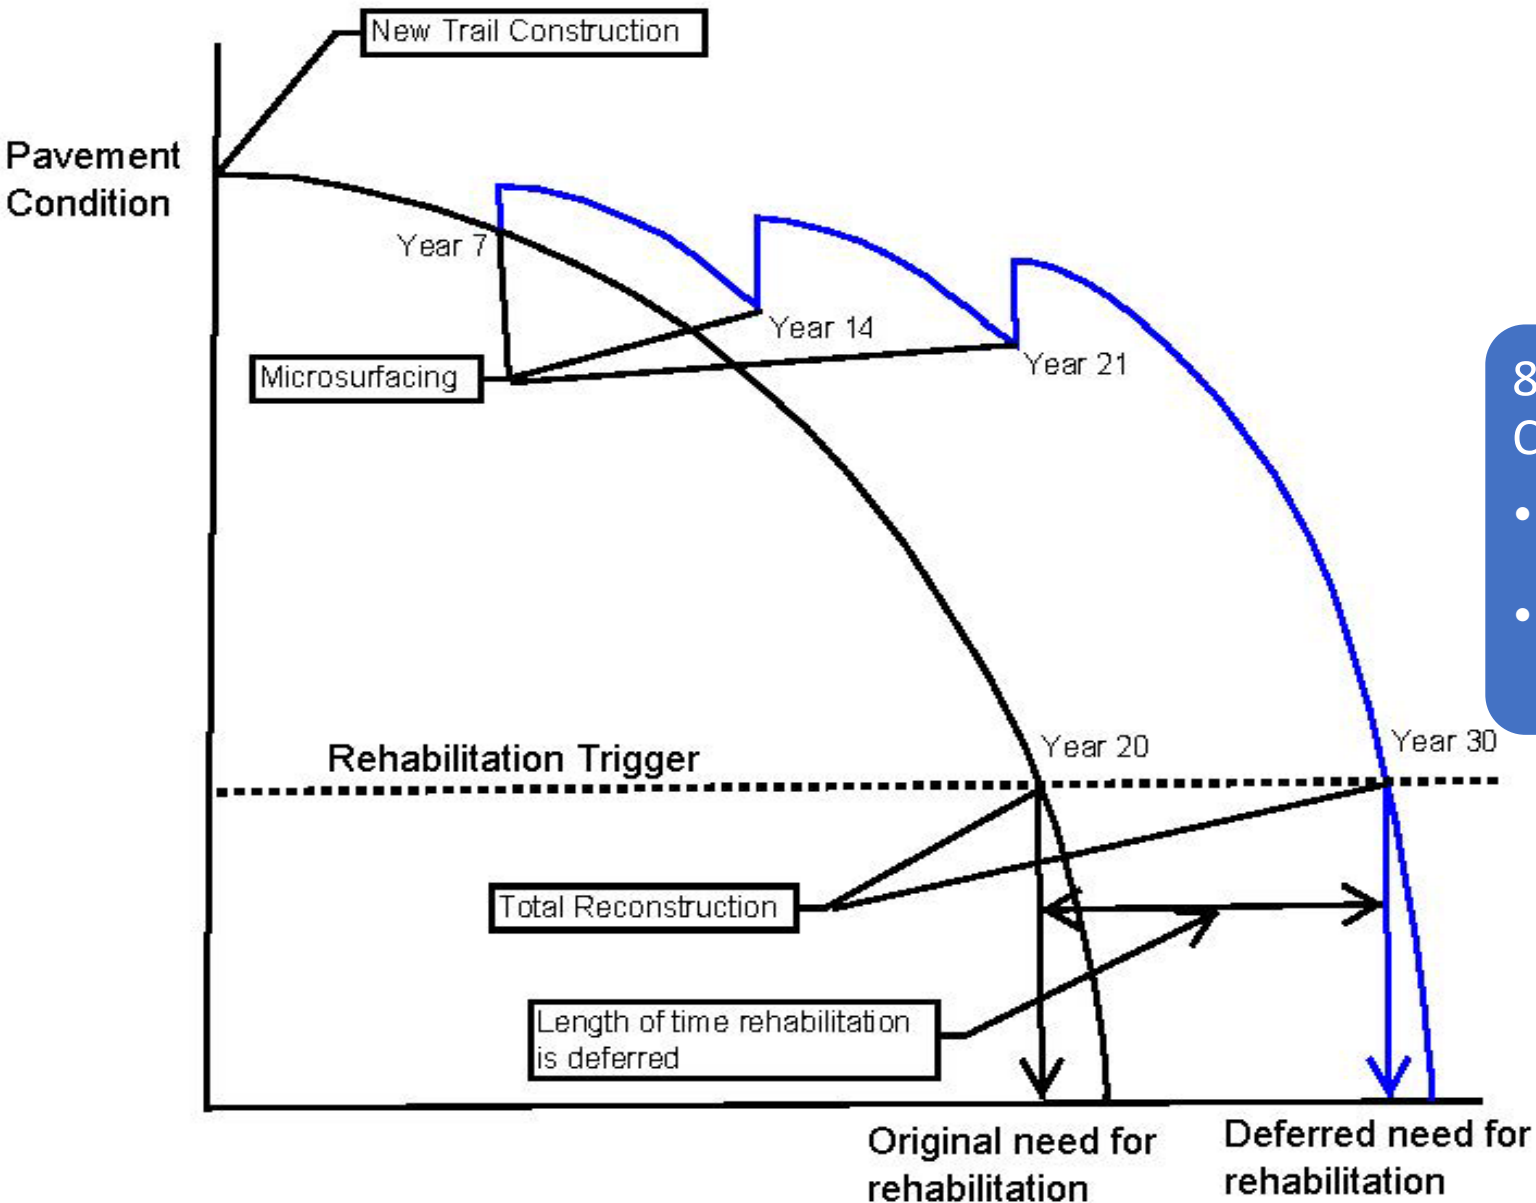 New Trail Construction
Pavement
Condition
Year 7
Year 14
Year 21
Microsurfacing
8
Rehabilitation Trigger
Year 20
Year 30
Total Reconstruction
Length of time rehabilitation
is deferred
Original need for
rehabilitation
Deferred need for
rehabilitation